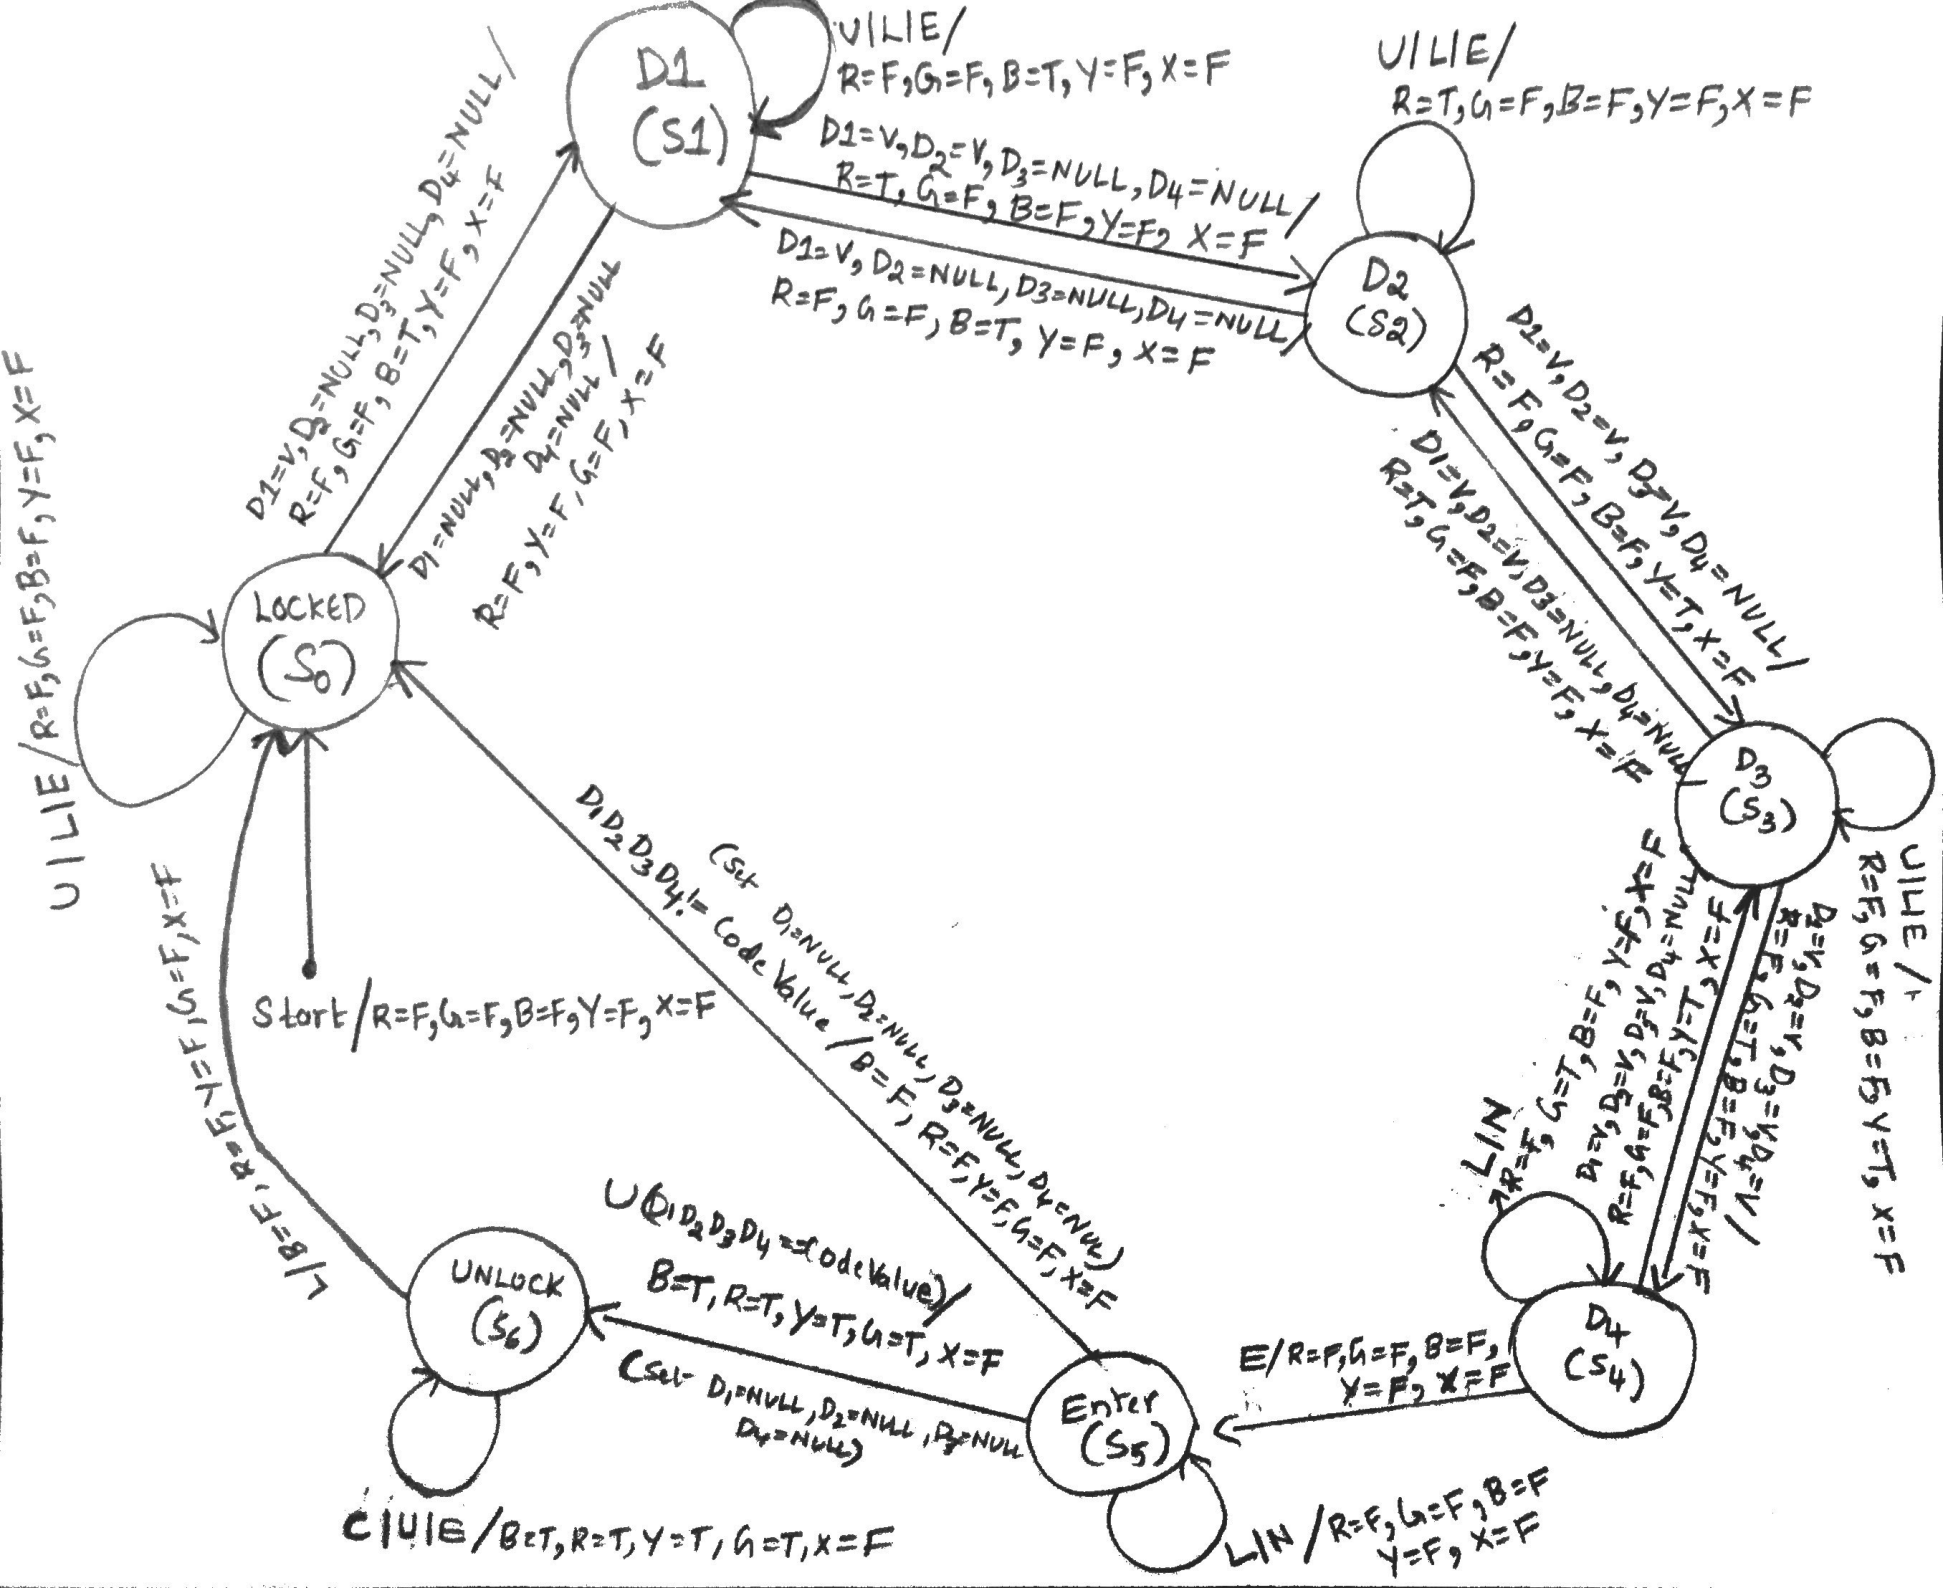 D1
(S1)
U|L|E/
R=F,G=F,B=T,Y=F,X=F
U|L|E/
R=T,G=F,B=F,Y=F,X=F
D1=V,D2=V,D3=NULL,D4=NULL/
R=T,G=F,B=F,Y=F,X=F
D1=V,D2=NULL,D3=NULL,D4=NULL/
R=F,G=F,B=T,Y=F,X=F
D2
(S2)
D1=V,D2=NULL,D3=NULL,D4=NULL/
R=F,G=F,B=T,Y=F,X=F
D1=NULL,D2=NULL,D3=NULL
D4=NULL/
R=F,Y=F,G=F,X=F
D1=V,D2=V,D3=V,D4=NULL/
R=F,G=F,B=F,Y=T,X=F
D1=V,D2=V,D3=NULL,D4=NULL
R=T,G=F,B=F,Y=F,X=F
U|L|E/R=F,G=F,B=F,Y=F,X=F
LOCKED
(S0)
D3
(S3)
U|L|E/
R=F,G=F,B=F,Y=T,X=F
Start/R=F,G=F,B=F,Y=F,X=F
L/B=F,R=F,Y=F,G=F,X=F
(Set D1=NULL,D2=NULL,D3=NULL,D4=NULL)
D1D2D3D4!=CodeValue/B=F,R=F,Y=F,G=F,X=F
L|N
R=F,G=T,B=F,Y=F,X=F
D1=V,D2=V,D3=V,D4=NULL
R=F,G=F,B=F,Y=T,X=F
D1=V,D2=V,D3=V,D4=V/
R=F,G=T,B=F,Y=F,X=F
D4
(S4)
E/R=F,G=F,B=F,
Y=F,X=F
U(D1D2D3D4==CodeValue)/
B=T,R=T,Y=T,G=T,X=F
(Set D1=NULL,D2=NULL,D3=NULL
D4=NULL)
UNLOCK
(S6)
Enter
(S5)
C|U|E/B=T,R=T,Y=T,G=T,X=F
L|N/R=F,G=F,B=F
Y=F,X=F